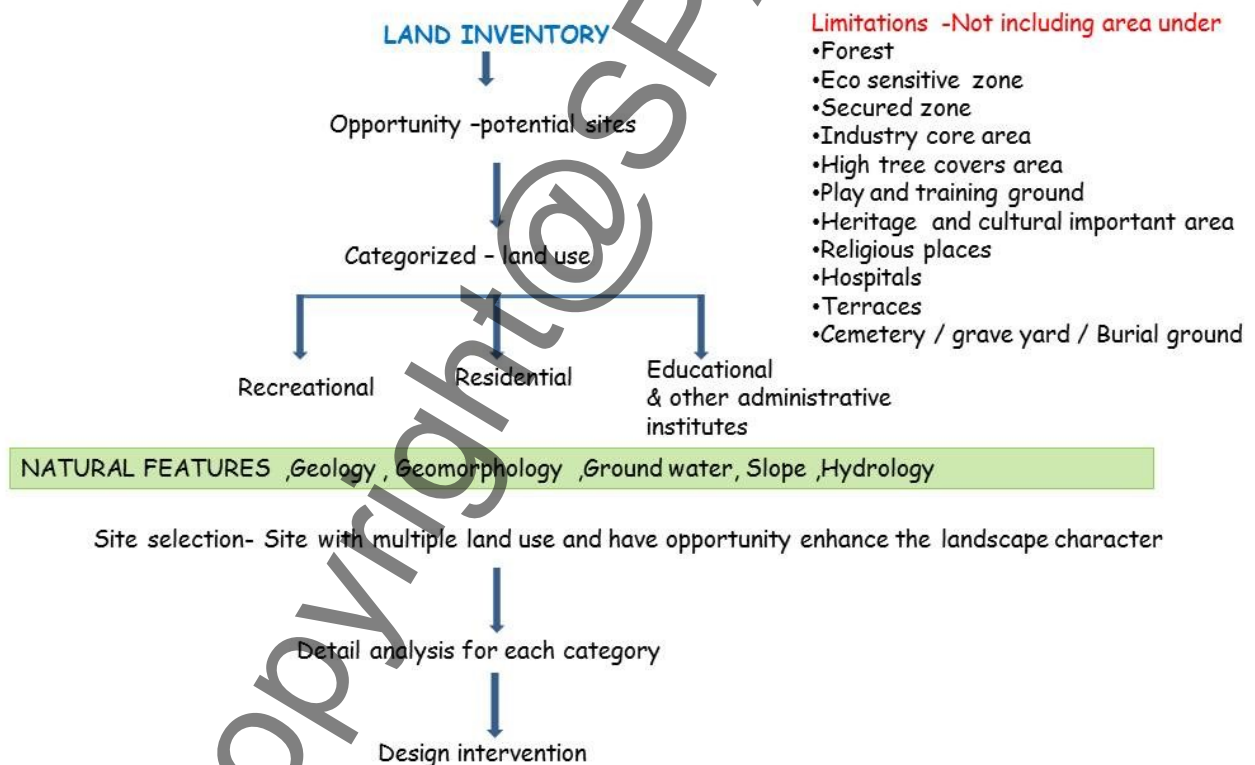 LAND INVENTORY
Opportunity -potential sites
Categorized - land use
Recreational
Residential
Educational
& other administrative
institutes
Limitations -Not including area under
•Forest
•Eco sensitive zone
•Secured zone
•Industry core area
•High tree covers area
•Play and training ground
•Heritage and cultural important area
•Religious places
•Hospitals
•Terraces
•Cemetery / grave yard / Burial ground
NATURAL FEATURES ,Geology , Geomorphology ,Ground water, Slope ,Hydrology
Site selection- Site with multiple land use and have opportunity enhance the landscape character
Detail analysis for each category
Design intervention
opyright@SP